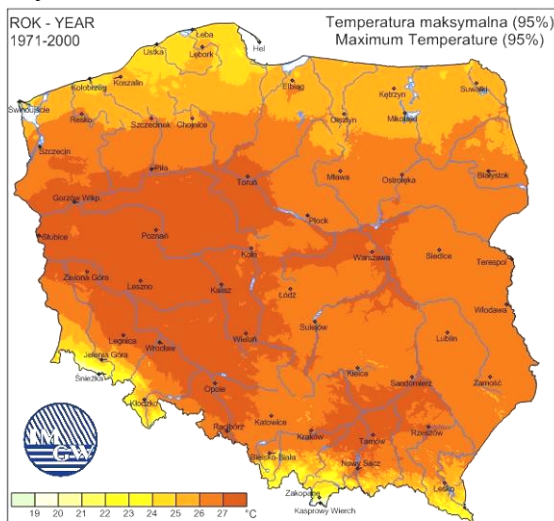 ROK - YEAR
1971-2000
Temperatura maksymalna (95%)
Maximum Temperature (95%)
Łeba
Ustka
Lębork
Hel
Koszalin
Kołobrzeg
Elbląg
Kętrzyn
Suwałki
Świnoujście
Resko
Szczecinek
Chojnice
Olsztyn
Mikołajki
Szczecin
Piła
Toruń
Mława
Ostrołęka
Białystok
Gorzów Wlkp.
Płock
Słubice
Poznań
Koło
Warszawa
Siedlce
Terespol
Zielona Góra
Leszno
Kalisz
Łódź
Włodawa
Sulejów
Legnica
Wrocław
Wieluń
Lublin
Jelenia Góra
Śnieżka
Opole
Kielce
Sandomierz
Zamość
Kłodzko
Racibórz
Katowice
Kraków
Tarnów
Rzeszów
Bielsko-Biała
Nowy Sącz
Lesko
Zakopane
Kasprowy Wierch
IMGW
19 20 21 22 23 24 25 26 27 °C